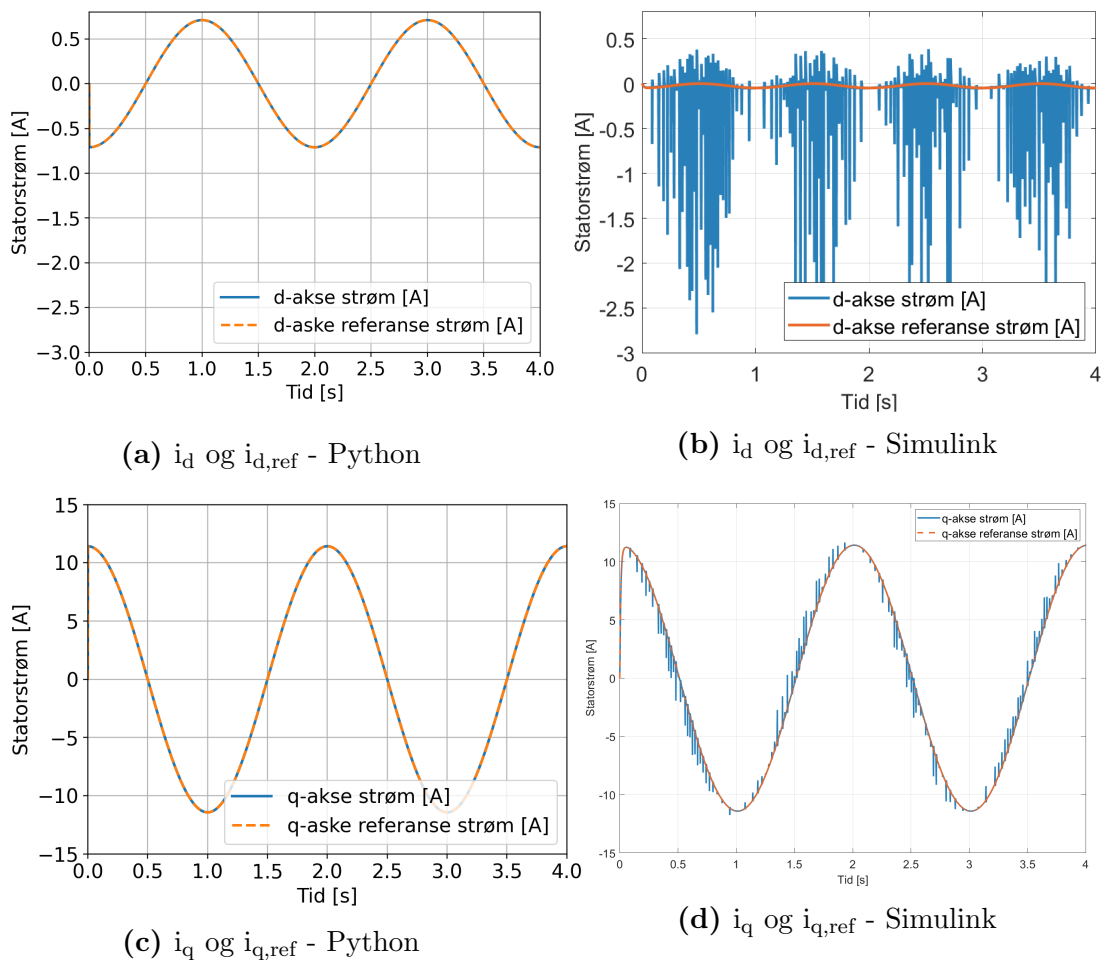 0.5
0.0
−0.5
−1.0
−1.5
−2.0
−2.5
−3.0
Statorstrøm [A]
d-akse strøm [A]
d-aske referanse strøm [A]
0.0 0.5 1.0 1.5 2.0 2.5 3.0 3.5 4.0
Tid [s]
(a) id og id,ref - Python
0.5
0
-0.5
-1
-1.5
-2
-2.5
-3
Statorstrøm [A]
d-akse strøm [A]
d-akse referanse strøm [A]
0 1 2 3 4
Tid [s]
(b) id og id,ref - Simulink
15
10
5
0
−5
−10
−15
Statorstrøm [A]
q-akse strøm [A]
q-aske referanse strøm [A]
0.0 0.5 1.0 1.5 2.0 2.5 3.0 3.5 4.0
Tid [s]
(c) iq og iq,ref - Python
15
10
5
0
-5
-10
-15
Statorstrøm [A]
q-akse strøm [A]
q-akse referanse strøm [A]
0 0.5 1 1.5 2 2.5 3 3.5 4
Tid [s]
(d) iq og iq,ref - Simulink